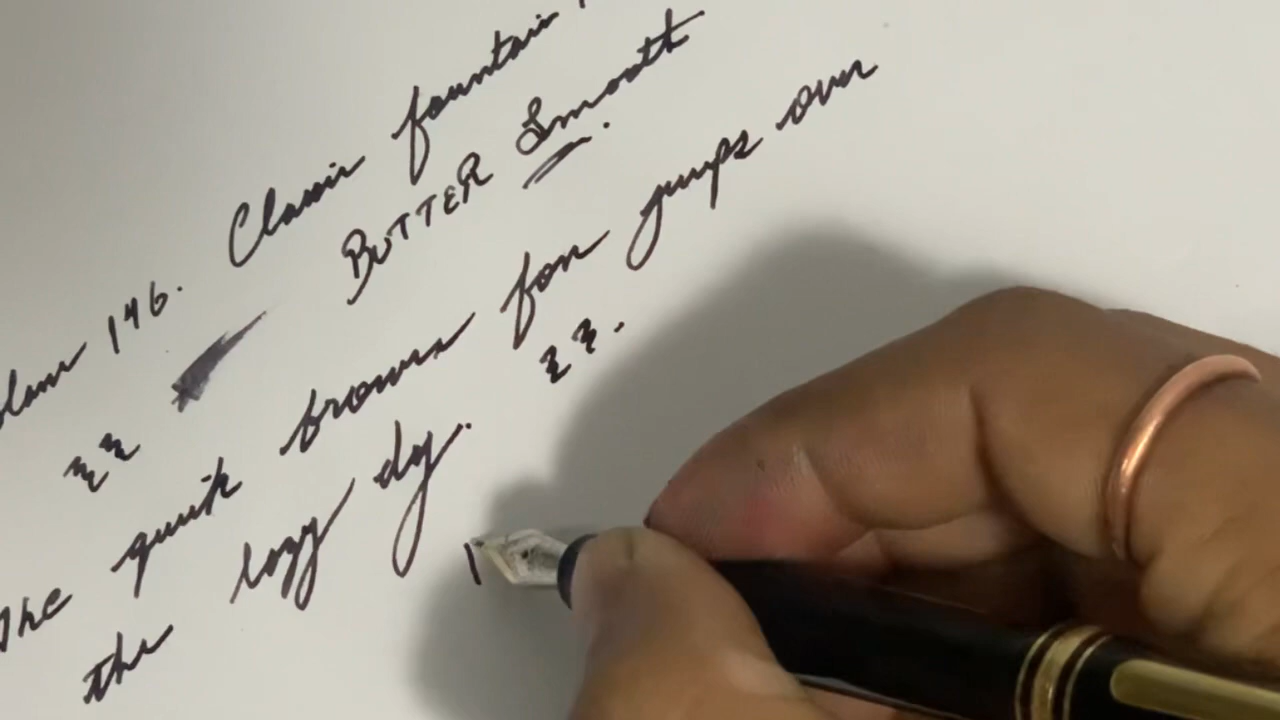 146. Classic fountain
BUTTER Smooth.
The quick brown fox jumps over
the lazy dog.